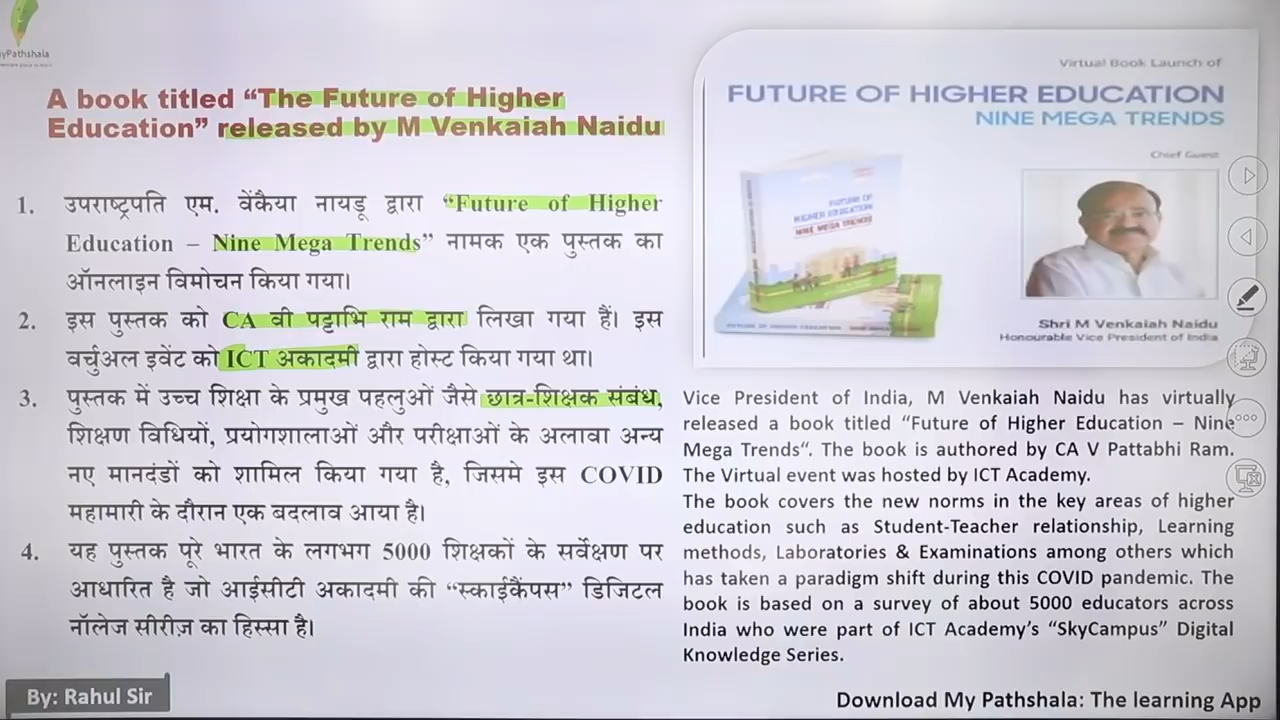 MyPathshala
A book titled “The Future of Higher
Education” released by M Venkaiah Naidu
1. उपराष्ट्रपति एम. वेंकैया नायडू द्वारा “Future of Higher
Education – Nine Mega Trends” नामक एक पुस्तक का
ऑनलाइन विमोचन किया गया।
2. इस पुस्तक को CA वी पट्टाभि राम द्वारा लिखा गया हैं। इस
वर्चुअल इवेंट को ICT अकादमी द्वारा होस्ट किया गया था।
3. पुस्तक में उच्च शिक्षा के प्रमुख पहलुओं जैसे छात्र-शिक्षक संबंध,
शिक्षण विधियों, प्रयोगशालाओं और परीक्षाओं के अलावा अन्य
नए मानदंडों को शामिल किया गया है, जिसमे इस COVID
महामारी के दौरान एक बदलाव आया है।
4. यह पुस्तक पूरे भारत के लगभग 5000 शिक्षकों के सर्वेक्षण पर
आधारित है जो आईसीटी अकादमी की “स्काईकैंपस” डिजिटल
नॉलेज सीरीज़ का हिस्सा है।
Virtual Book Launch of
FUTURE OF HIGHER EDUCATION
NINE MEGA TRENDS
Chief Guest
FUTURE OF
HIGHER EDUCATION
NINE MEGA TRENDS
FUTURE OF HIGHER EDUCATION
Shri M Venkaiah Naidu
Honourable Vice President of India
Vice President of India, M Venkaiah Naidu has virtually
released a book titled “Future of Higher Education – Nine
Mega Trends“. The book is authored by CA V Pattabhi Ram.
The Virtual event was hosted by ICT Academy.
The book covers the new norms in the key areas of higher
education such as Student-Teacher relationship, Learning
methods, Laboratories & Examinations among others which
has taken a paradigm shift during this COVID pandemic. The
book is based on a survey of about 5000 educators across
India who were part of ICT Academy’s “SkyCampus” Digital
Knowledge Series.
By: Rahul Sir
Download My Pathshala: The learning App